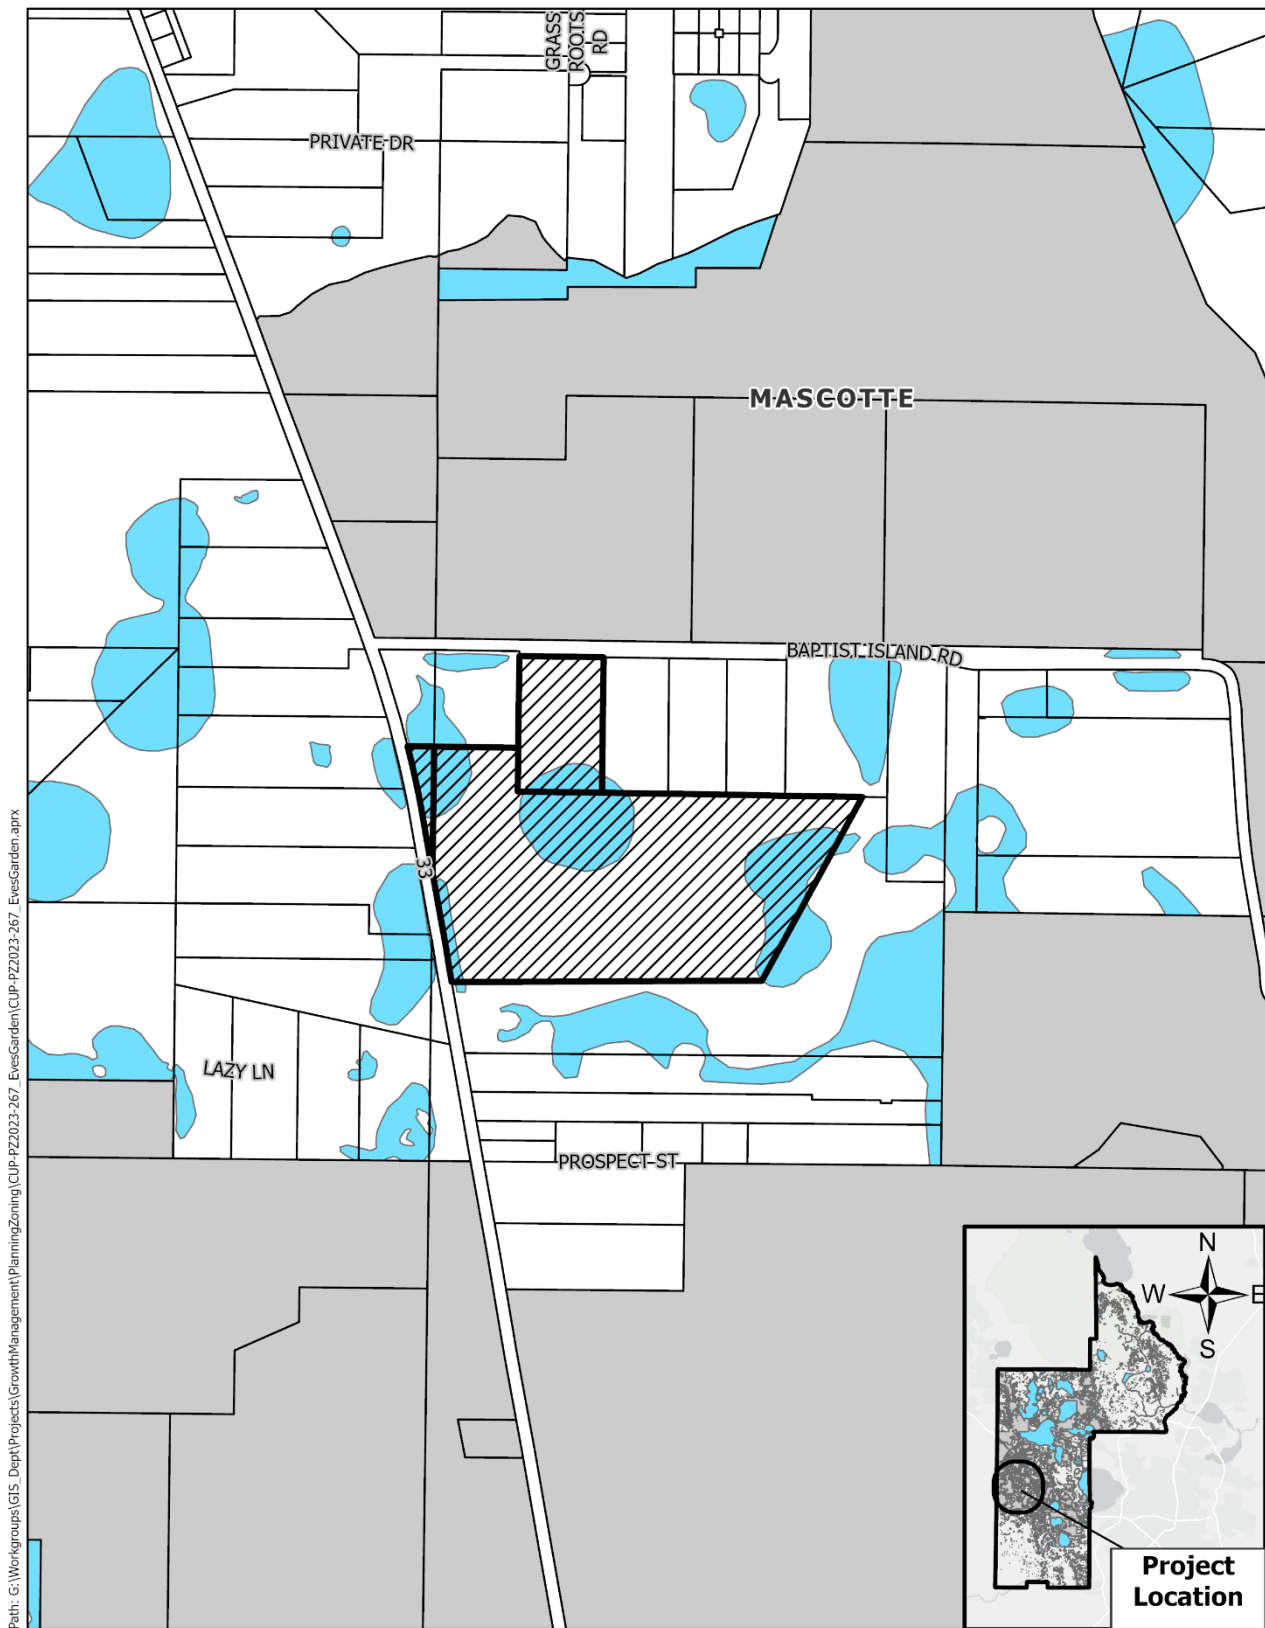 GRASS
ROOTS
RD
PRIVATE DR
MASCOTTE
BAPTIST ISLAND RD
33
LAZY LN
PROSPECT ST
N
W
E
S
Project
Location
Path: G:\Workgroups\GIS_Dept\Projects\GrowthManagement\PlanningZoning\CUP-PZ2023-267_EvesGarden\CUP-PZ2023-267_EvesGarden.aprx